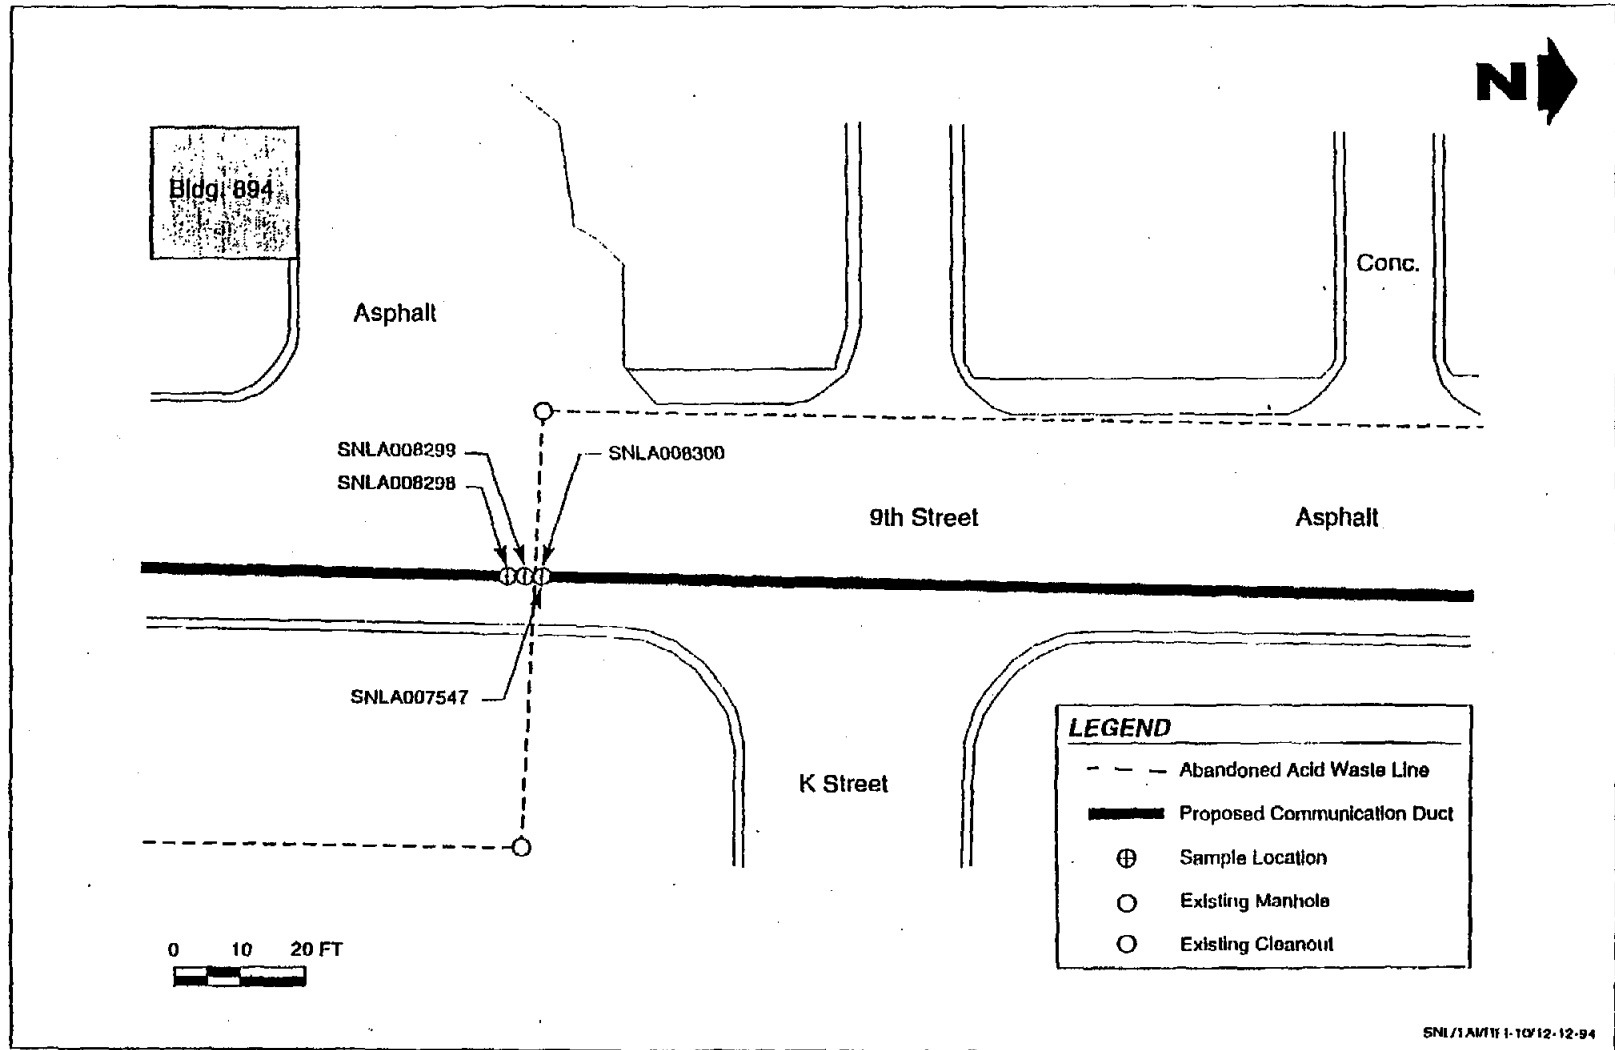 N
Bldg. 894
Conc.
Asphalt
SNLA008299
SNLA008300
SNLA008298
9th Street
Asphalt
SNLA007547
K Street
LEGEND
Abandoned Acid Waste Line
Proposed Communication Duct
Sample Location
Existing Manhole
Existing Cleanout
0 10 20 FT